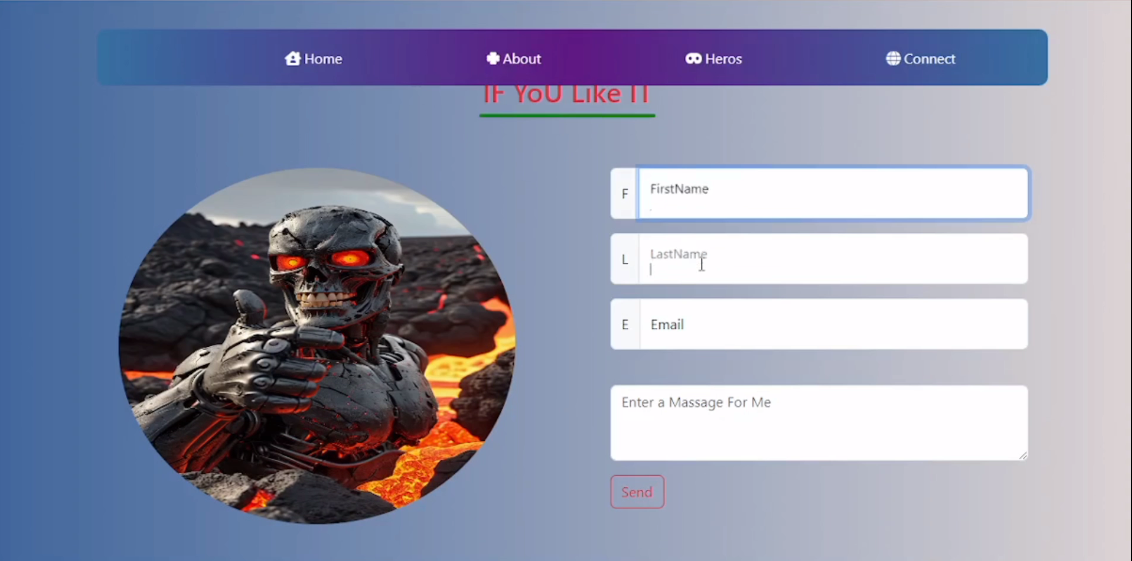 Home
About
Heros
Connect
IF YoU Like IT
F
FirstName
L
LastName
E
Email
Enter a Massage For Me
Send